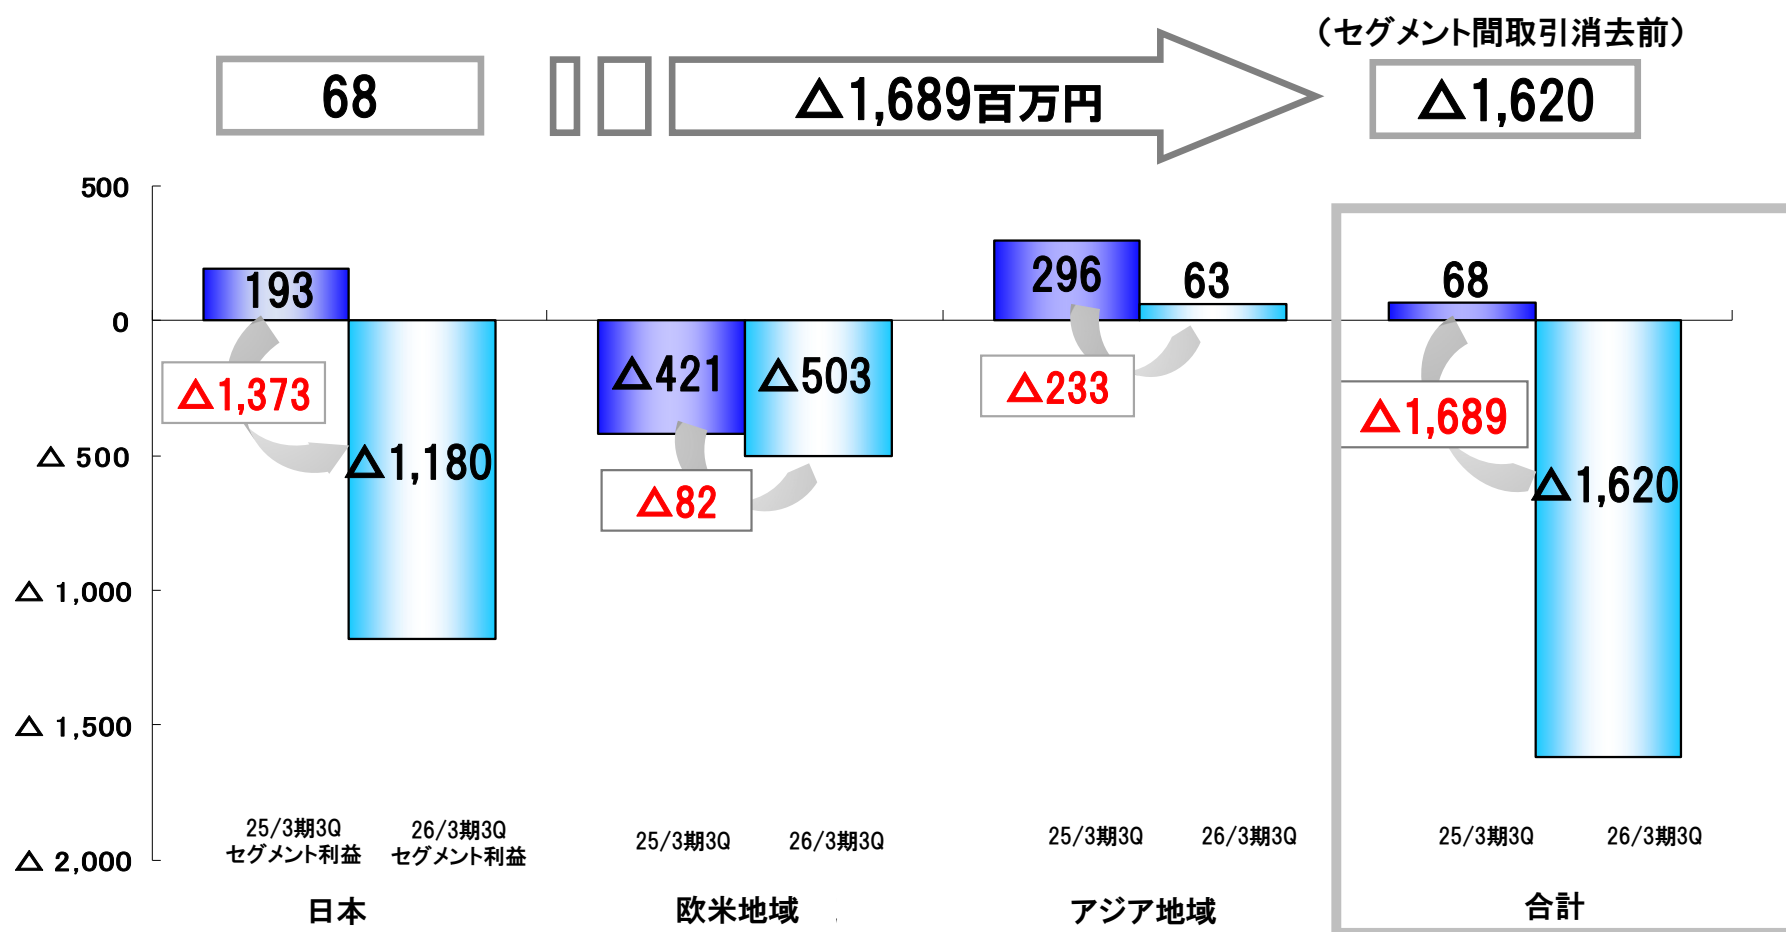 （セグメント間取引消去前）
68
△1,689百万円
△1,620
500
0
△ 500
△ 1,000
△ 1,500
△ 2,000
193
△1,373
△1,180
△421
△503
△82
296
63
△233
68
△1,689
△1,620
25/3期3Q
セグメント利益
26/3期3Q
セグメント利益
25/3期3Q
26/3期3Q
25/3期3Q
26/3期3Q
25/3期3Q
26/3期3Q
日本
欧米地域
アジア地域
合計